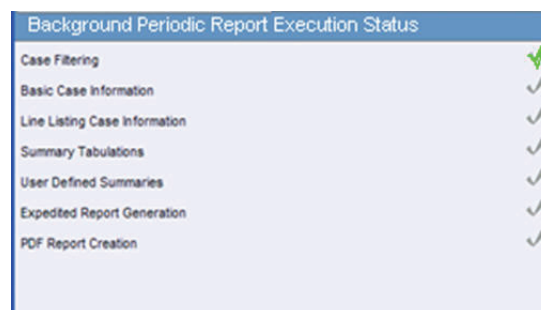 Background Periodic Report Execution Status
Case Filtering
Basic Case Information
Line Listing Case Information
Summary Tabulations
User Defined Summaries
Expedited Report Generation
PDF Report Creation